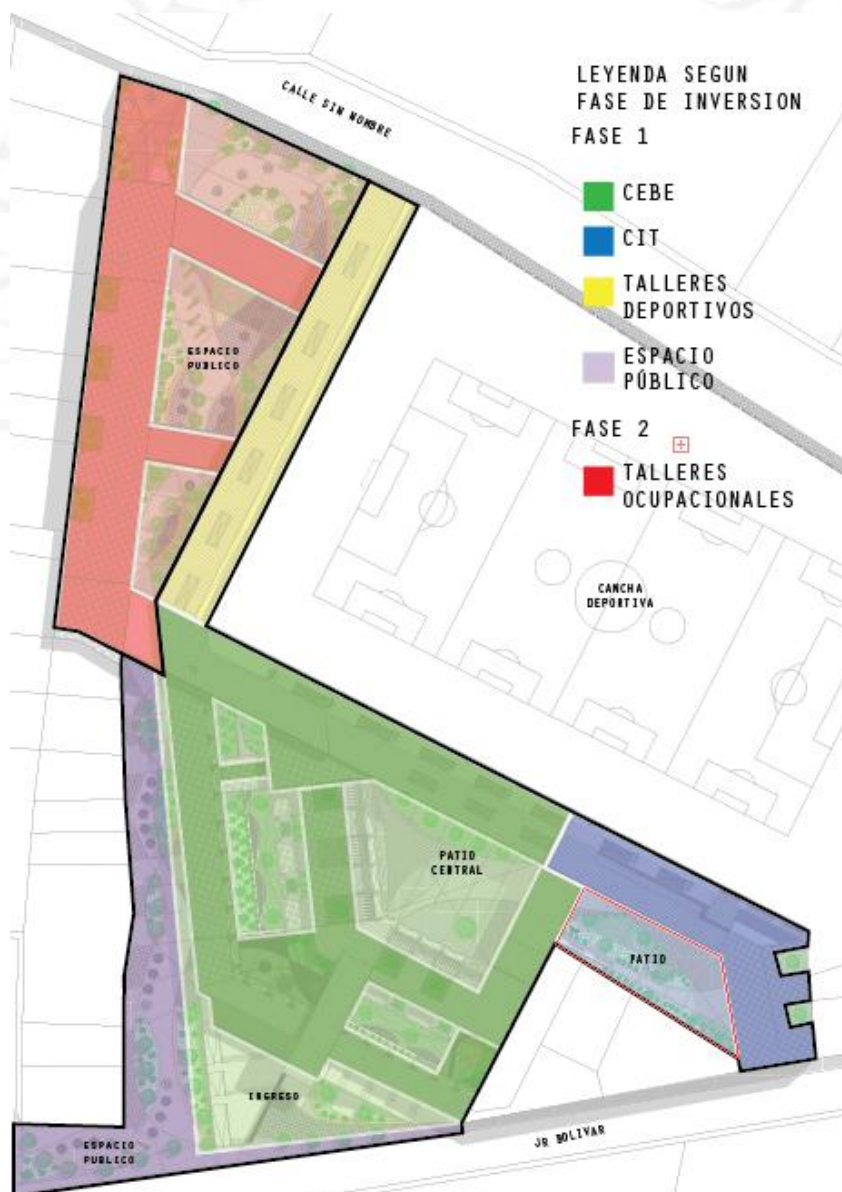 LEYENDA SEGUN
FASE DE INVERSION
FASE 1
CEBE
CIT
TALLERES
DEPORTIVOS
ESPACIO
PÚBLICO
FASE 2
TALLERES
OCUPACIONALES
CALLE SIN NOMBRE
ESPACIO
PUBLICO
CANCHA
DEPORTIVA
PATIO
CENTRAL
PATIO
INGRESO
JR BOLIVAR
ESPACIO
PUBLICO